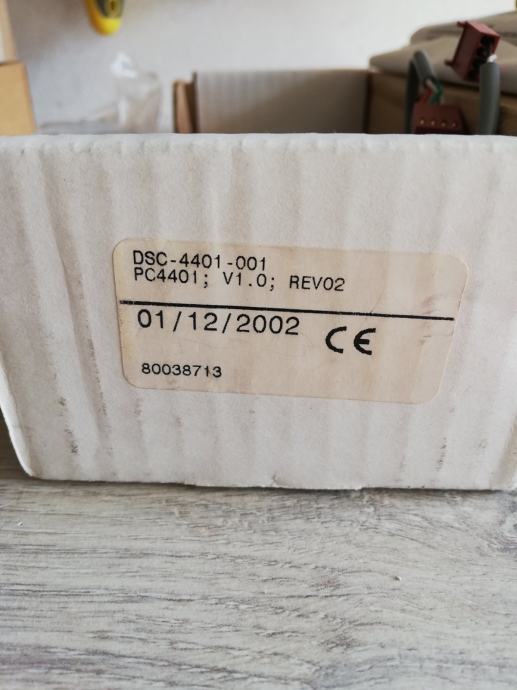 DSC-4401-001
PC4401; V1.0; REV02
01/12/2002
CE
80038713